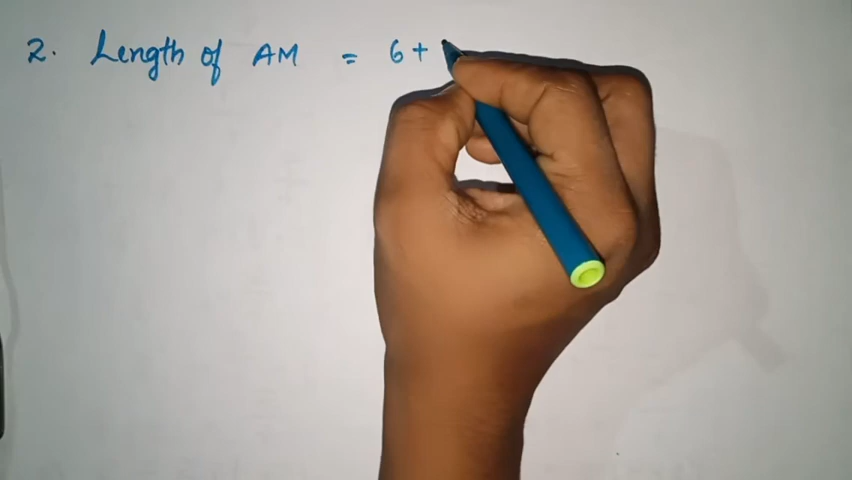 2. Length of AM = 6 +